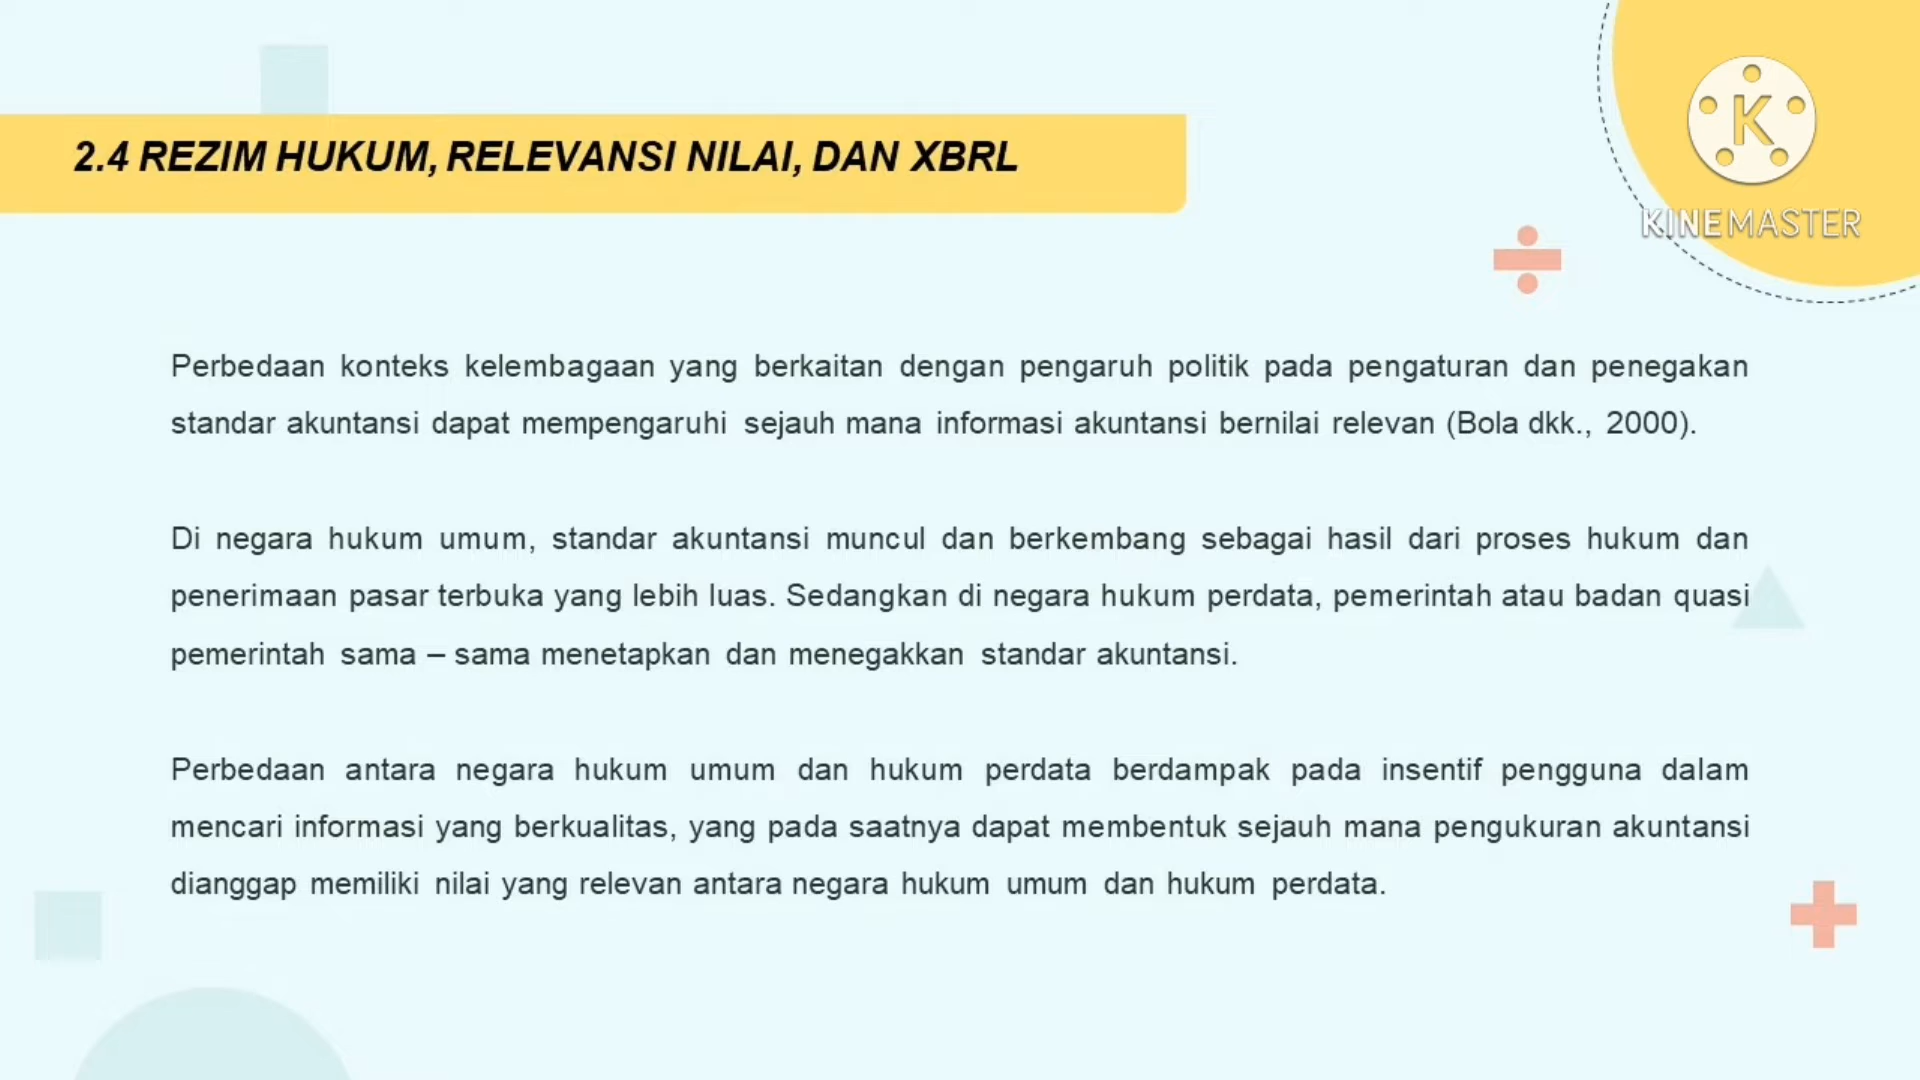 2.4 REZIM HUKUM, RELEVANSI NILAI, DAN XBRL
K
KINEMASTER
Perbedaan konteks kelembagaan yang berkaitan dengan pengaruh politik pada pengaturan dan penegakan
standar akuntansi dapat mempengaruhi sejauh mana informasi akuntansi bernilai relevan (Bola dkk., 2000).
Di negara hukum umum, standar akuntansi muncul dan berkembang sebagai hasil dari proses hukum dan
penerimaan pasar terbuka yang lebih luas. Sedangkan di negara hukum perdata, pemerintah atau badan quasi
pemerintah sama – sama menetapkan dan menegakkan standar akuntansi.
Perbedaan antara negara hukum umum dan hukum perdata berdampak pada insentif pengguna dalam
mencari informasi yang berkualitas, yang pada saatnya dapat membentuk sejauh mana pengukuran akuntansi
dianggap memiliki nilai yang relevan antara negara hukum umum dan hukum perdata.